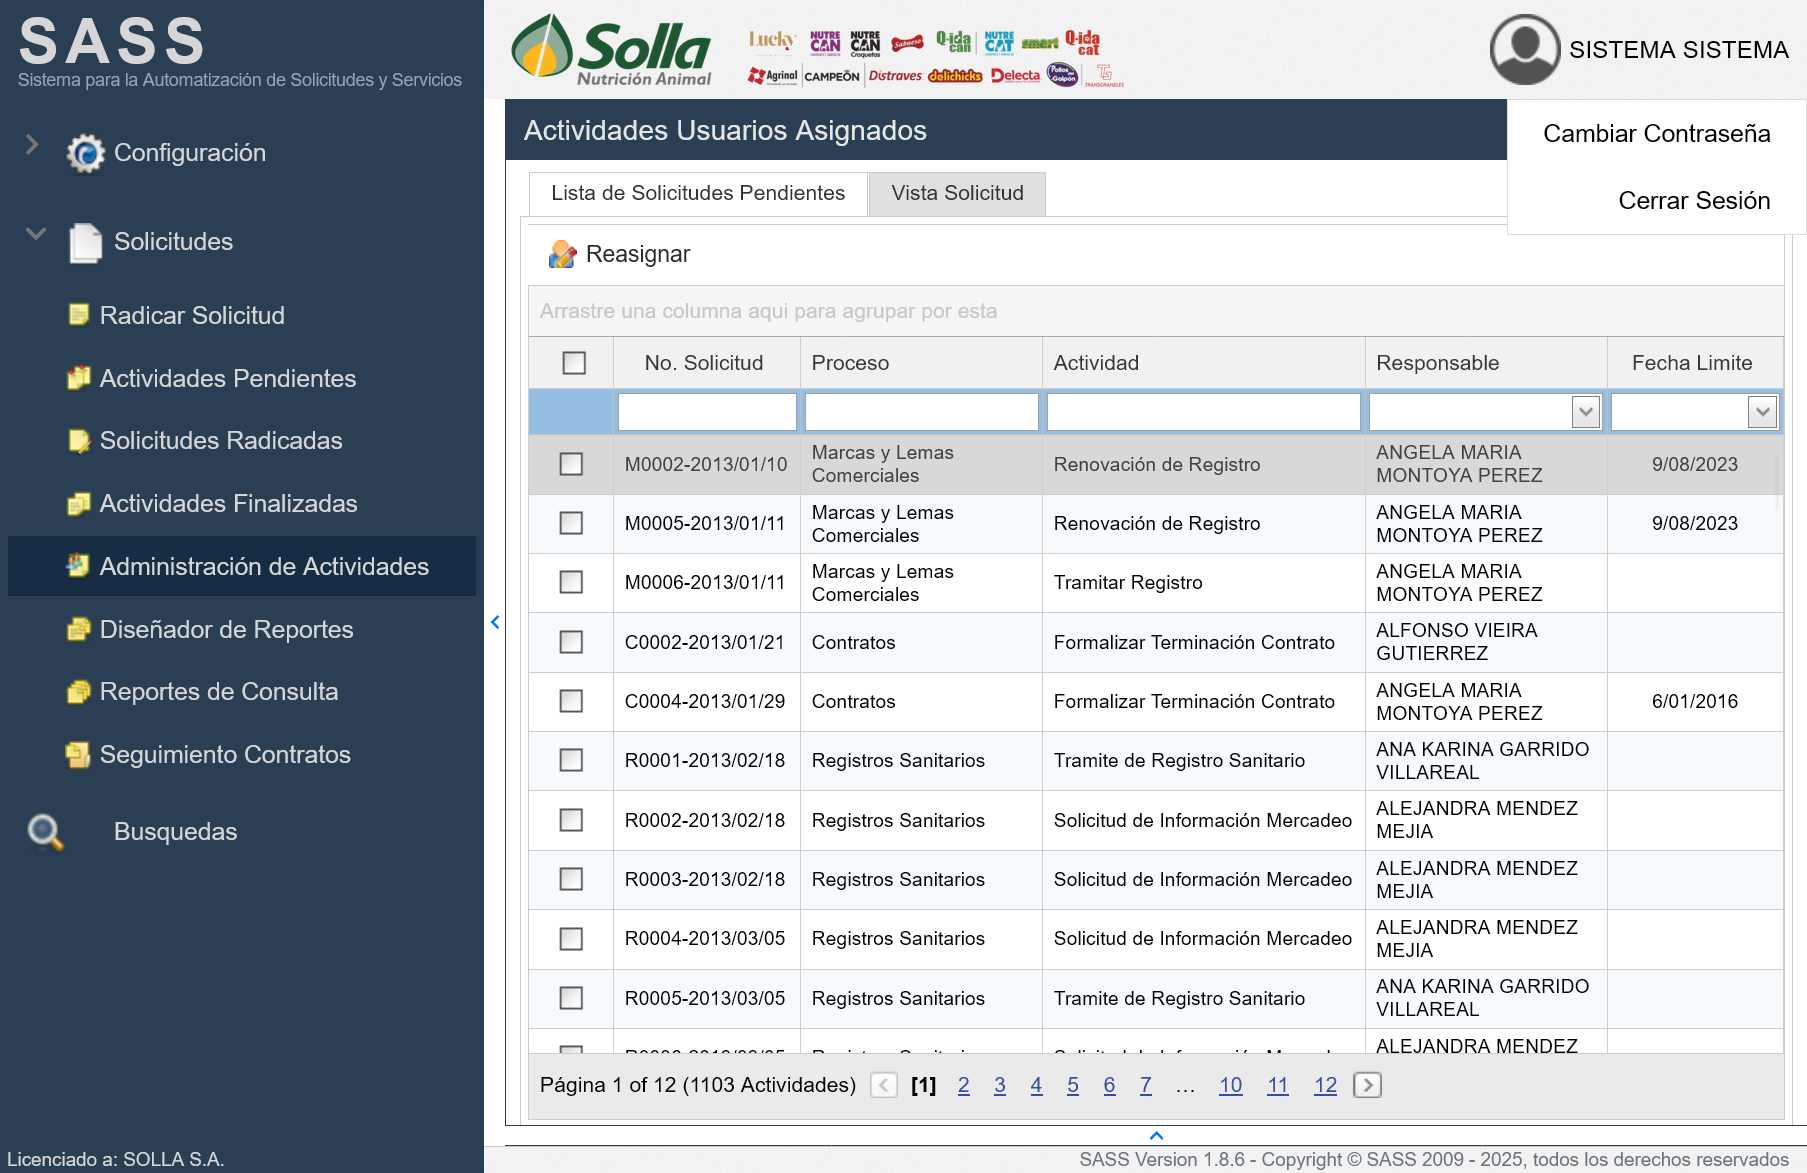 SASS
Sistema para la Automatización de Solicitudes y Servicios
Configuración
Solicitudes
Radicar Solicitud
Actividades Pendientes
Solicitudes Radicadas
Actividades Finalizadas
Administración de Actividades
Diseñador de Reportes
Reportes de Consulta
Seguimiento Contratos
Busquedas
Licenciado a: SOLLA S.A.
Solla
Nutrición Animal
Lucky NUTRE CAN NUTRE CAN Croquetas Sabueso Q-ida can NUTRE CAT smart Q-ida cat
Agrinal CAMPEÓN Distraves delichicks Delecta Pollos del Galpón TRANSGRANELES
SISTEMA SISTEMA
Cambiar Contraseña
Cerrar Sesión
Actividades Usuarios Asignados
Lista de Solicitudes Pendientes Vista Solicitud
Reasignar
Arrastre una columna aqui para agrupar por esta
No. Solicitud Proceso Actividad Responsable Fecha Limite
M0002-2013/01/10 Marcas y Lemas Comerciales Renovación de Registro ANGELA MARIA MONTOYA PEREZ 9/08/2023
M0005-2013/01/11 Marcas y Lemas Comerciales Renovación de Registro ANGELA MARIA MONTOYA PEREZ 9/08/2023
M0006-2013/01/11 Marcas y Lemas Comerciales Tramitar Registro ANGELA MARIA MONTOYA PEREZ
C0002-2013/01/21 Contratos Formalizar Terminación Contrato ALFONSO VIEIRA GUTIERREZ
C0004-2013/01/29 Contratos Formalizar Terminación Contrato ANGELA MARIA MONTOYA PEREZ 6/01/2016
R0001-2013/02/18 Registros Sanitarios Tramite de Registro Sanitario ANA KARINA GARRIDO VILLAREAL
R0002-2013/02/18 Registros Sanitarios Solicitud de Información Mercadeo ALEJANDRA MENDEZ MEJIA
R0003-2013/02/18 Registros Sanitarios Solicitud de Información Mercadeo ALEJANDRA MENDEZ MEJIA
R0004-2013/03/05 Registros Sanitarios Solicitud de Información Mercadeo ALEJANDRA MENDEZ MEJIA
R0005-2013/03/05 Registros Sanitarios Tramite de Registro Sanitario ANA KARINA GARRIDO VILLAREAL
ALEJANDRA MENDEZ
Página 1 of 12 (1103 Actividades) [1] 2 3 4 5 6 7 … 10 11 12
SASS Version 1.8.6 - Copyright © SASS 2009 - 2025, todos los derechos reservados